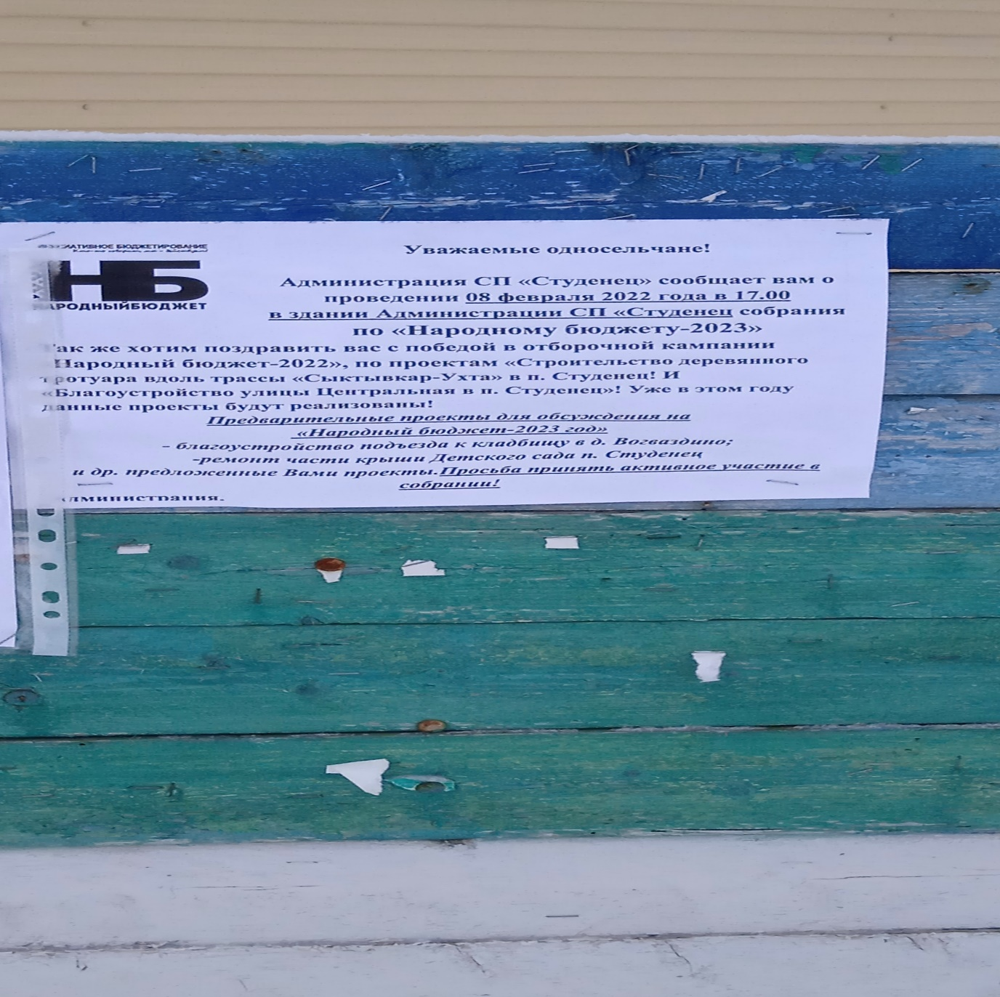 БЮДЖЕТИРОВАНИЕ
НБ
НАРОДНЫЙБЮДЖЕТ
Уважаемые односельчане!
Администрация СП «Студенец» сообщает вам о
проведении 08 февраля 2022 года в 17.00
в здании Администрации СП «Студенец собрания
по «Народному бюджету-2023»
Так же хотим поздравить вас с победой в отборочной кампании
«Народный бюджет-2022», по проектам «Строительство деревянного
тротуара вдоль трассы «Сыктывкар-Ухта» в п. Студенец! И
«Благоустройство улицы Центральная в п. Студенец»! Уже в этом году
данные проекты будут реализованы!
Предварительные проекты для обсуждения на
«Народный бюджет-2023 год»
- благоустройство подъезда к кладбищу в д. Вогваздино;
-ремонт части крыши Детского сада п. Студенец
и др. предложенные Вами проекты.Просьба принять активное участие в
собрании!
Администрация.